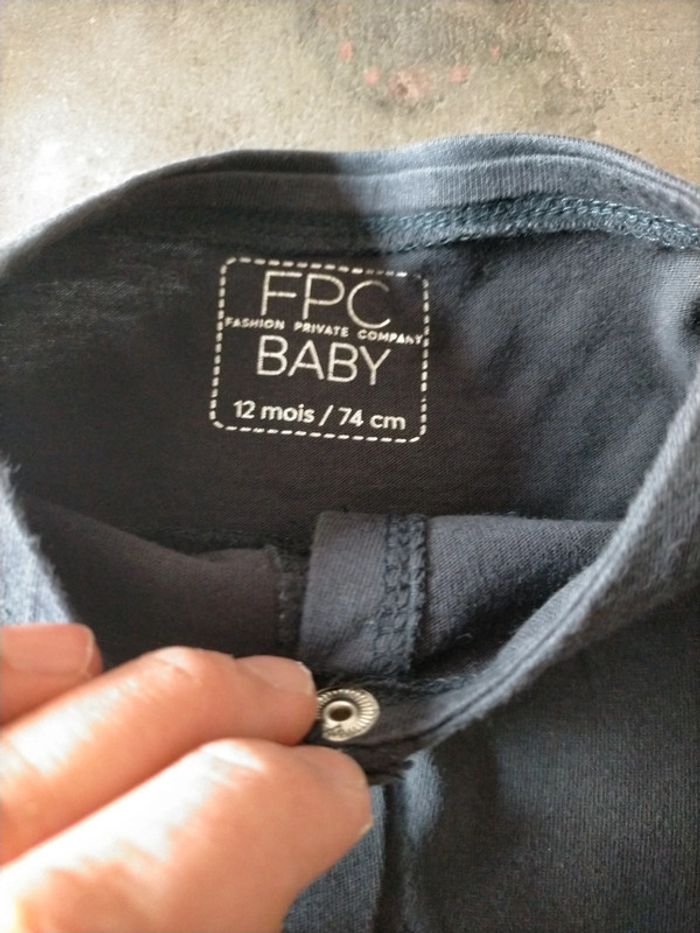 FPC
FASHION PRIVATE COMPANY
BABY
12 mois / 74 cm